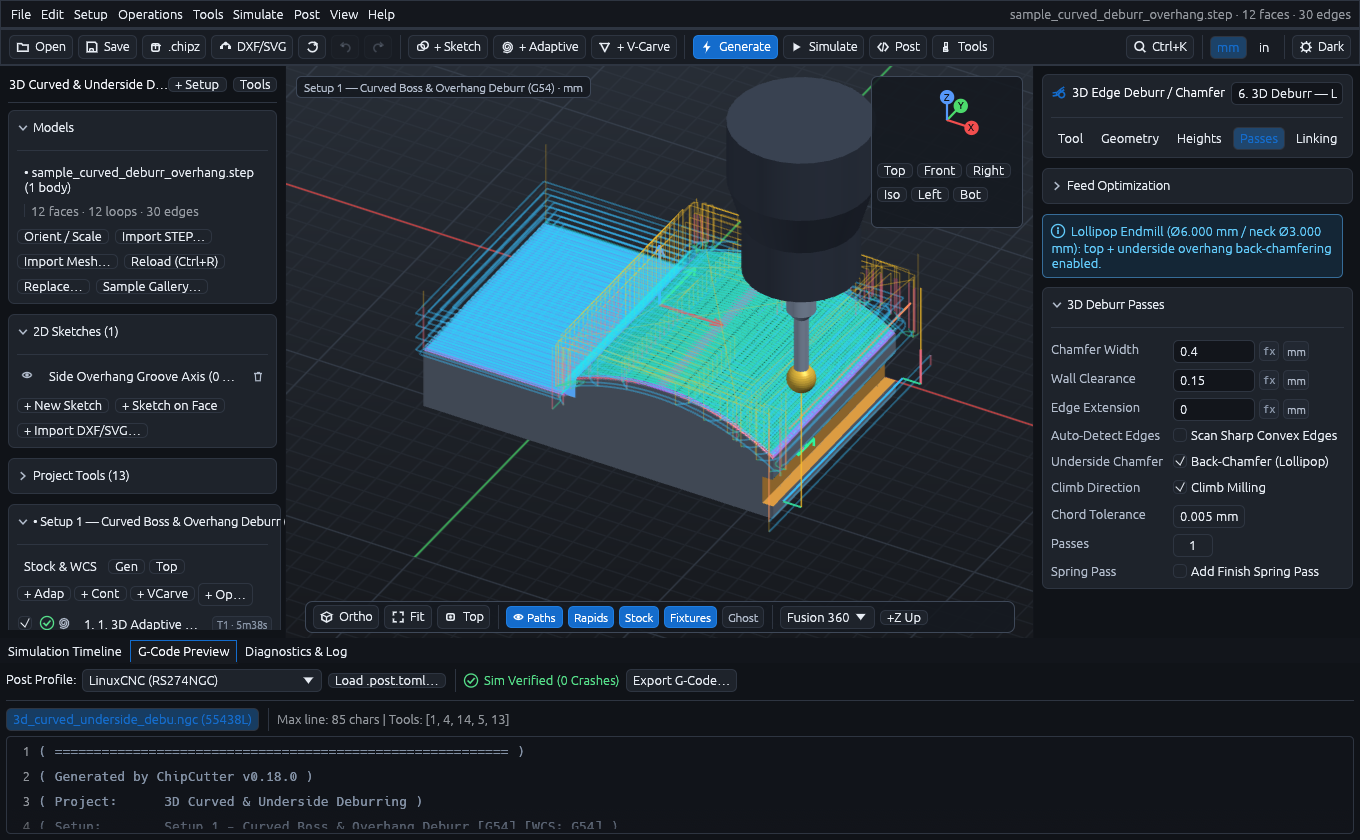 File Edit Setup Operations Tools Simulate Post View Help
sample_curved_deburr_overhang.step · 12 faces · 30 edges
Open Save .chipz DXF/SVG + Sketch + Adaptive + V-Carve Generate Simulate Post Tools Ctrl+K mm in Dark
3D Curved & Underside D... + Setup Tools
Models
• sample_curved_deburr_overhang.step
(1 body)
12 faces · 12 loops · 30 edges
Orient / Scale Import STEP...
Import Mesh... Reload (Ctrl+R)
Replace... Sample Gallery...
2D Sketches (1)
Side Overhang Groove Axis (0 ...
+ New Sketch + Sketch on Face
+ Import DXF/SVG...
Project Tools (13)
• Setup 1 — Curved Boss & Overhang Deburr
Stock & WCS Gen Top
+ Adap + Cont + VCarve + Op...
1. 1. 3D Adaptive ... T1 · 5m38s
Setup 1 — Curved Boss & Overhang Deburr (G54) · mm
Z
Y
X
Top Front Right
Iso Left Bot
Ortho Fit Top Paths Rapids Stock Fixtures Ghost Fusion 360 +Z Up
3D Edge Deburr / Chamfer 6. 3D Deburr — L
Tool Geometry Heights Passes Linking
Feed Optimization
Lollipop Endmill (Ø6.000 mm / neck Ø3.000
mm): top + underside overhang back-chamfering
enabled.
3D Deburr Passes
Chamfer Width 0.4 fx mm
Wall Clearance 0.15 fx mm
Edge Extension 0 fx mm
Auto-Detect Edges Scan Sharp Convex Edges
Underside Chamfer Back-Chamfer (Lollipop)
Climb Direction Climb Milling
Chord Tolerance 0.005 mm
Passes 1
Spring Pass Add Finish Spring Pass
Simulation Timeline G-Code Preview Diagnostics & Log
Post Profile: LinuxCNC (RS274NGC) Load .post.toml... Sim Verified (0 Crashes) Export G-Code...
3d_curved_underside_debu.ngc (55438L) Max line: 85 chars | Tools: [1, 4, 14, 5, 13]
1 ( ========================================================== )
2 ( Generated by ChipCutter v0.18.0 )
3 ( Project: 3D Curved & Underside Deburring )
4 ( Setup: Setup 1 - Curved Boss & Overhang Deburr [G54] [WCS: G54] )